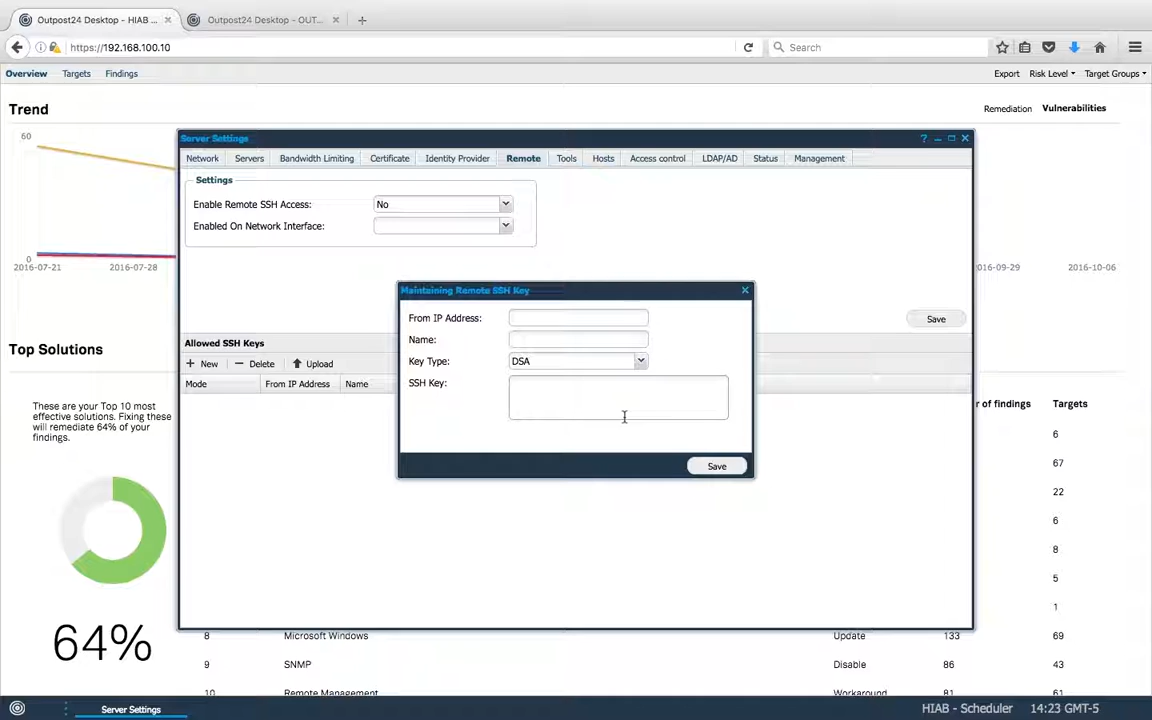 Outpost24 Desktop - HIAB ...
Outpost24 Desktop - OUT...
https://192.168.100.10
Search
Overview Targets Findings
Export Risk Level Target Groups
Trend
Remediation Vulnerabilities
60
0
2016-07-21 2016-07-28
2016-09-29 2016-10-06
Server Settings
Network Servers Bandwidth Limiting Certificate Identity Provider Remote Tools Hosts Access control LDAP/AD Status Management
Settings
Enable Remote SSH Access: No
Enabled On Network Interface:
Save
Allowed SSH Keys
New Delete Upload
Mode From IP Address Name
Maintaining Remote SSH Key
From IP Address:
Name:
Key Type: DSA
SSH Key:
Save
Top Solutions
These are your Top 10 most
effective solutions. Fixing these
will remediate 64% of your
findings.
64%
of findings Targets
6
67
22
6
8
5
1
8 Microsoft Windows Update 133 69
9 SNMP Disable 86 43
10 Remote Management Workaround 81 61
Server Settings
HIAB - Scheduler 14:23 GMT-5